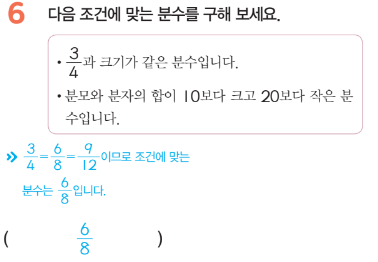 6 다음 조건에 맞는 분수를 구해 보세요.
• 3/4과 크기가 같은 분수입니다.
• 분모와 분자의 합이 10보다 크고 20보다 작은 분
수입니다.
» 3/4=6/8=9/12이므로 조건에 맞는
분수는 6/8입니다.
( 6/8 )